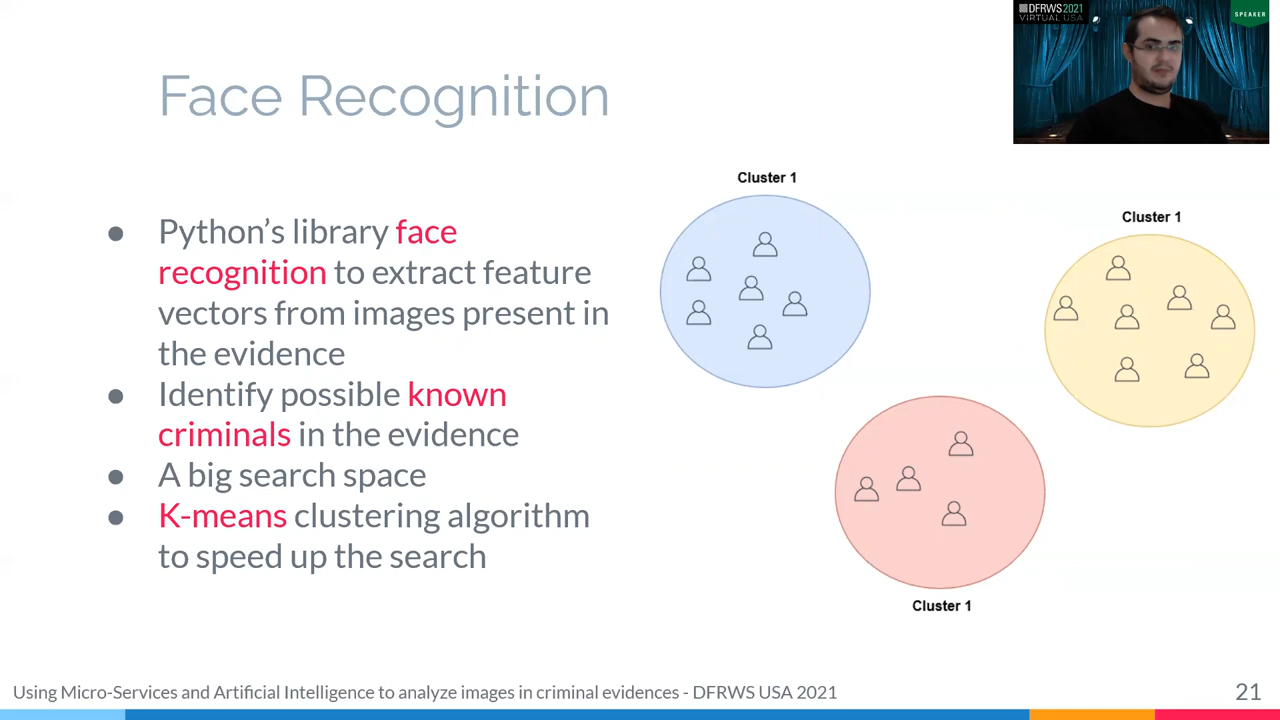 DFRWS2021
VIRTUAL USA
SPEAKER
Face Recognition
● Python’s library face
recognition to extract feature
vectors from images present in
the evidence
● Identify possible known
criminals in the evidence
● A big search space
● K-means clustering algorithm
to speed up the search
Cluster 1
Cluster 1
Cluster 1
Using Micro-Services and Artificial Intelligence to analyze images in criminal evidences - DFRWS USA 2021
21